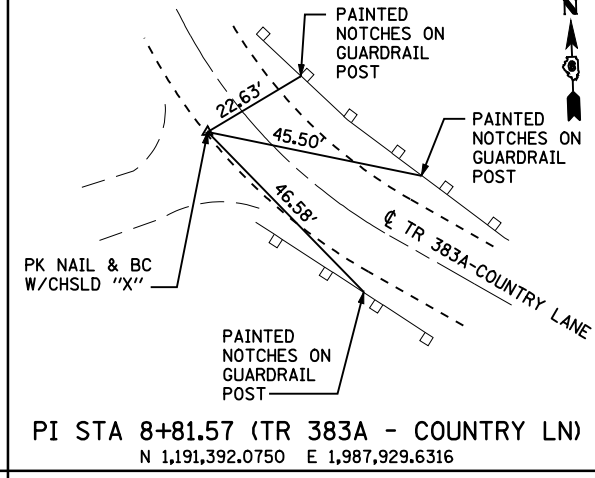 PAINTED
NOTCHES ON
GUARDRAIL
POST
N
22.63'
45.50'
PAINTED
NOTCHES ON
GUARDRAIL
POST
46.58'
℄ TR 383A-COUNTRY LANE
PK NAIL & BC
W/CHSLD "X"
PAINTED
NOTCHES ON
GUARDRAIL
POST
PI STA 8+81.57 (TR 383A - COUNTRY LN)
N 1,191,392.0750 E 1,987,929.6316